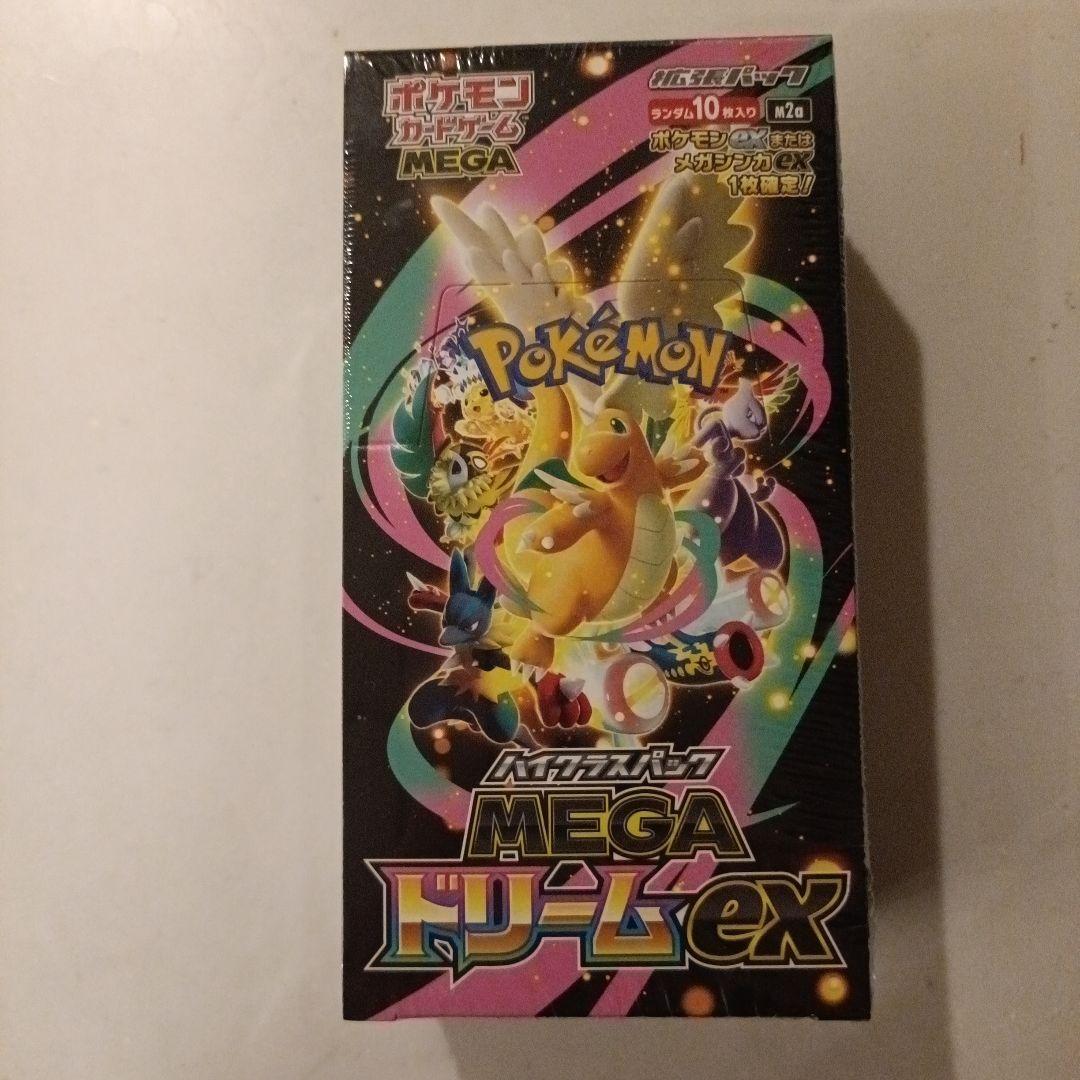 ポケモン
カードゲーム
MEGA
拡張パック
ランダム10枚入り M2a
ポケモンexまたは
メガシンカex
1枚確定!
POKéMON
TM
ハイクラスパック
MEGA
ドリームex